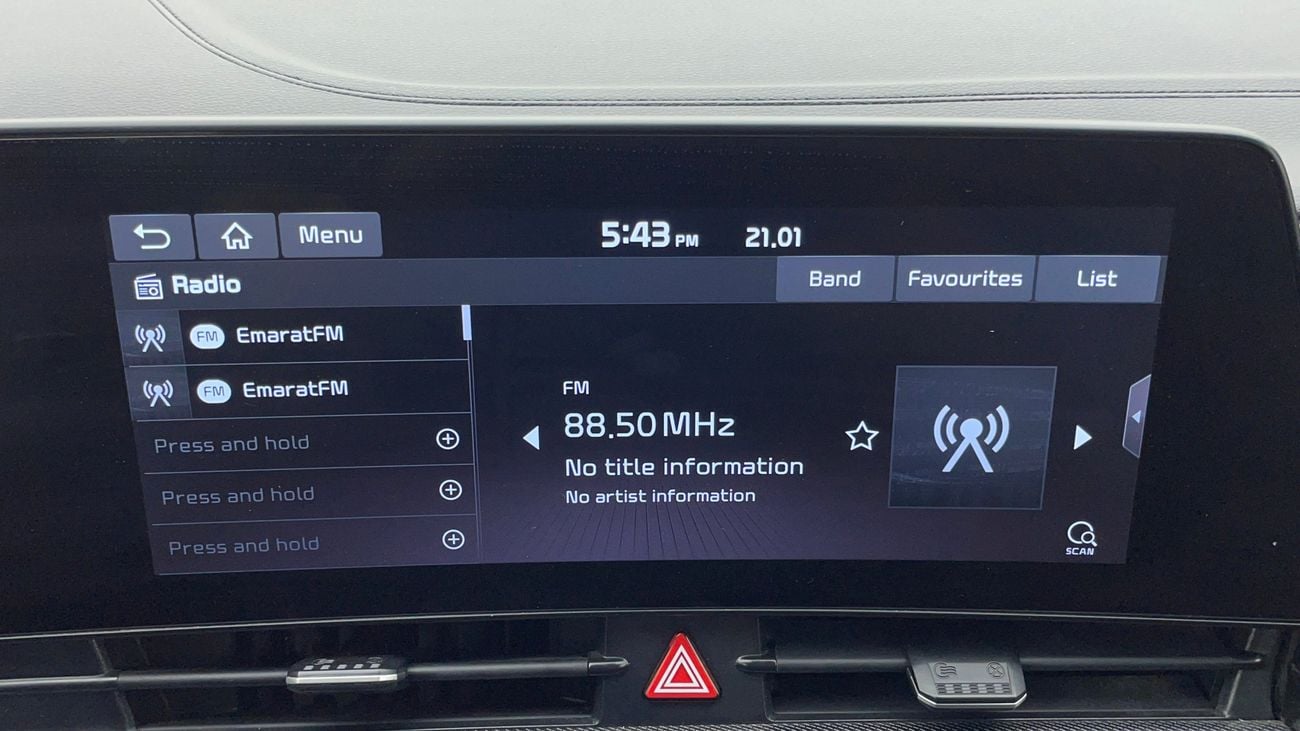 Menu
5:43 PM 21.01
Radio
Band Favourites List
FM EmaratFM
FM EmaratFM
Press and hold
Press and hold
Press and hold
FM
88.50 MHz
No title information
No artist information
SCAN